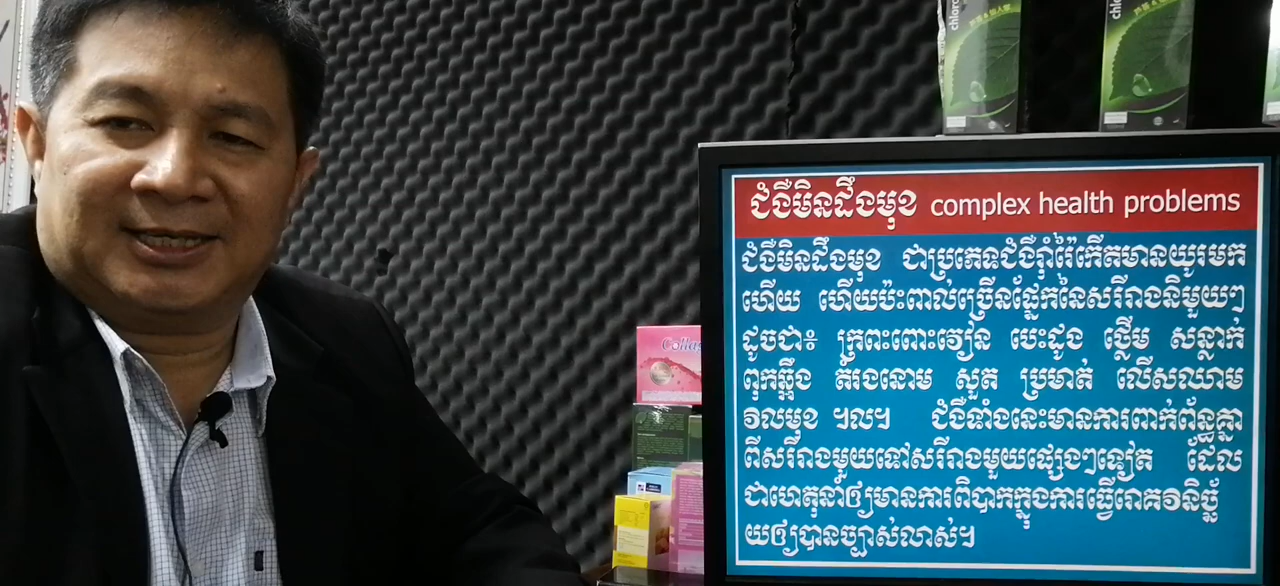 ជំងឺមិនដឹងមុខ complex health problems
ជំងឺមិនដឹងមុខ ជាប្រភេទជំងឺរ៉ាំរ៉ៃកើតមានយូរមក
ហើយ ហើយប៉ះពាល់ច្រើនផ្នែកនៃសរីរាង្គនិមួយៗ
ដូចជា៖ ក្រពះពោះវៀន បេះដូង ថ្លើម សន្លាក់
ពុកឆ្អឹង តំរងនោម សួត ប្រមាត់ លើសឈាម
វិលមុខ ។ល។ ជំងឺទាំងនេះមានការពាក់ព័ន្ធគ្នា
ពីសរីរាងមួយទៅសរីរាងមួយផ្សេងៗទៀត ដែល
ជាហេតុនាំឲ្យមានការពិបាកក្នុងការធ្វើរោគវិនិច្ឆ័
យឲ្យបានច្បាស់លាស់។